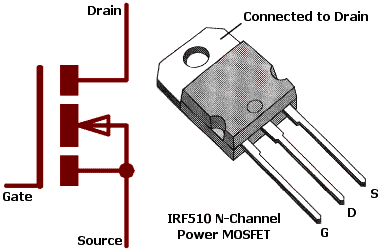 Drain
Connected to Drain
Gate
Source
IRF510 N-Channel
Power MOSFET
G
D
S